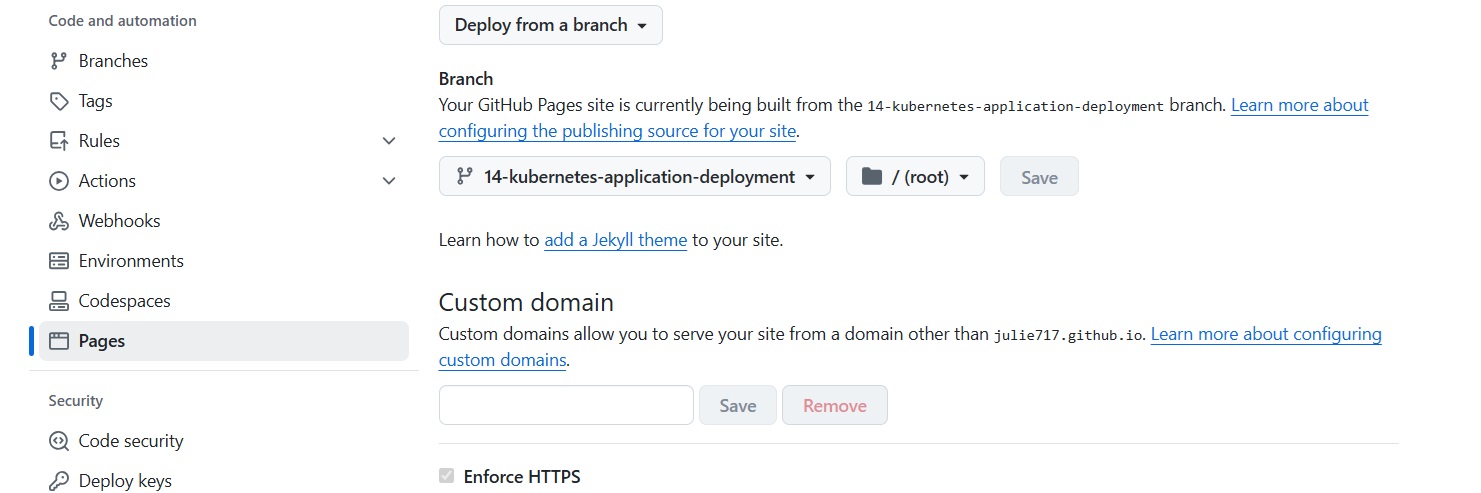 Code and automation
Branches
Tags
Rules
Actions
Webhooks
Environments
Codespaces
Pages
Security
Code security
Deploy keys
Deploy from a branch
Branch
Your GitHub Pages site is currently being built from the 14-kubernetes-application-deployment branch. Learn more about
configuring the publishing source for your site.
14-kubernetes-application-deployment / (root) Save
Learn how to add a Jekyll theme to your site.
Custom domain
Custom domains allow you to serve your site from a domain other than julie717.github.io. Learn more about configuring
custom domains.
Save Remove
Enforce HTTPS